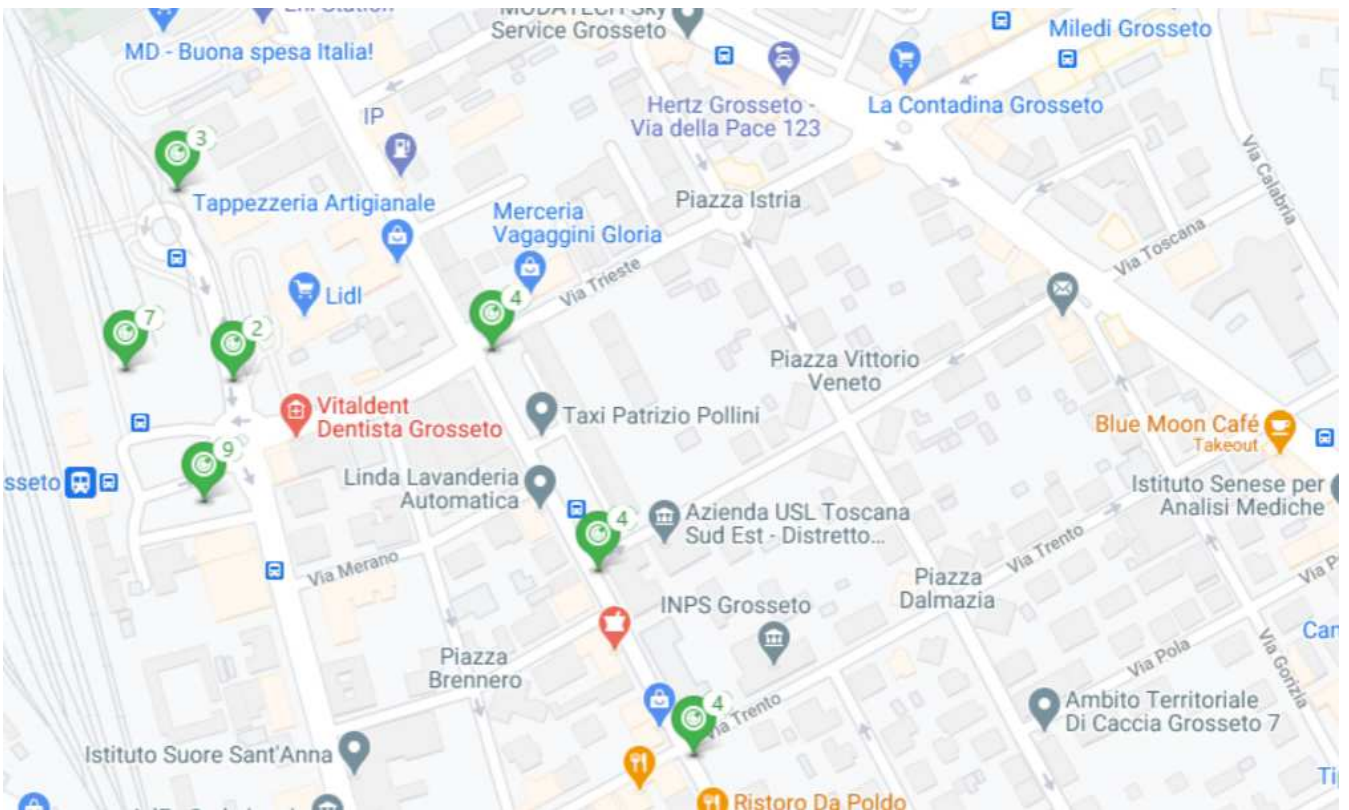 Service Grosseto
MD - Buona spesa Italia!
Miledi Grosseto
Hertz Grosseto -
Via della Pace 123
La Contadina Grosseto
IP
3
Via Calabria
Tappezzeria Artigianale
Piazza Istria
Merceria
Vagaggini Gloria
Via Toscana
Via Trieste
Lidl
4
7
2
Piazza Vittorio
Veneto
Vitaldent
Dentista Grosseto
Taxi Patrizio Pollini
Blue Moon Café
Takeout
9
sseto
Linda Lavanderia
Automatica
Istituto Senese per
Analisi Mediche
4
Azienda USL Toscana
Sud Est - Distretto...
Via Merano
Via Trento
Via P
Piazza
Dalmazia
INPS Grosseto
Car
Piazza
Brennero
Via Pola
Via Gorizia
4
Via Trento
Ambito Territoriale
Di Caccia Grosseto 7
Istituto Suore Sant'Anna
Ti
Ristoro Da Poldo